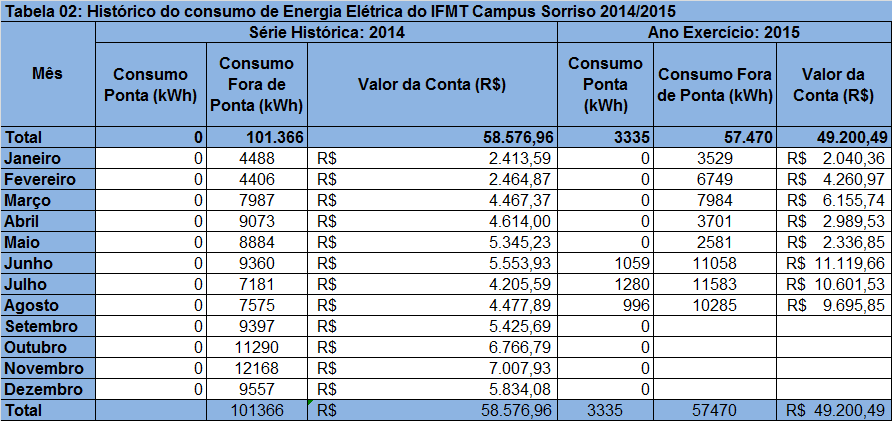 Tabela 02: Histórico do consumo de Energia Elétrica do IFMT Campus Sorriso 2014/2015
Mês Série Histórica: 2014 Ano Exercício: 2015
Consumo Ponta (kWh) Consumo Fora de Ponta (kWh) Valor da Conta (R$) Consumo Ponta (kWh) Consumo Fora de Ponta (kWh) Valor da Conta (R$)
Total 0 101.366 58.576,96 3335 57.470 49.200,49
Janeiro 0 4488 R$ 2.413,59 0 3529 R$ 2.040,36
Fevereiro 0 4406 R$ 2.464,87 0 6749 R$ 4.260,97
Março 0 7987 R$ 4.467,37 0 7984 R$ 6.155,74
Abril 0 9073 R$ 4.614,00 0 3701 R$ 2.989,53
Maio 0 8884 R$ 5.345,23 0 2581 R$ 2.336,85
Junho 0 9360 R$ 5.553,93 1059 11058 R$ 11.119,66
Julho 0 7181 R$ 4.205,59 1280 11583 R$ 10.601,53
Agosto 0 7575 R$ 4.477,89 996 10285 R$ 9.695,85
Setembro 0 9397 R$ 5.425,69 0
Outubro 0 11290 R$ 6.766,79 0
Novembro 0 12168 R$ 7.007,93 0
Dezembro 0 9557 R$ 5.834,08 0
Total 101366 R$ 58.576,96 3335 57470 R$ 49.200,49